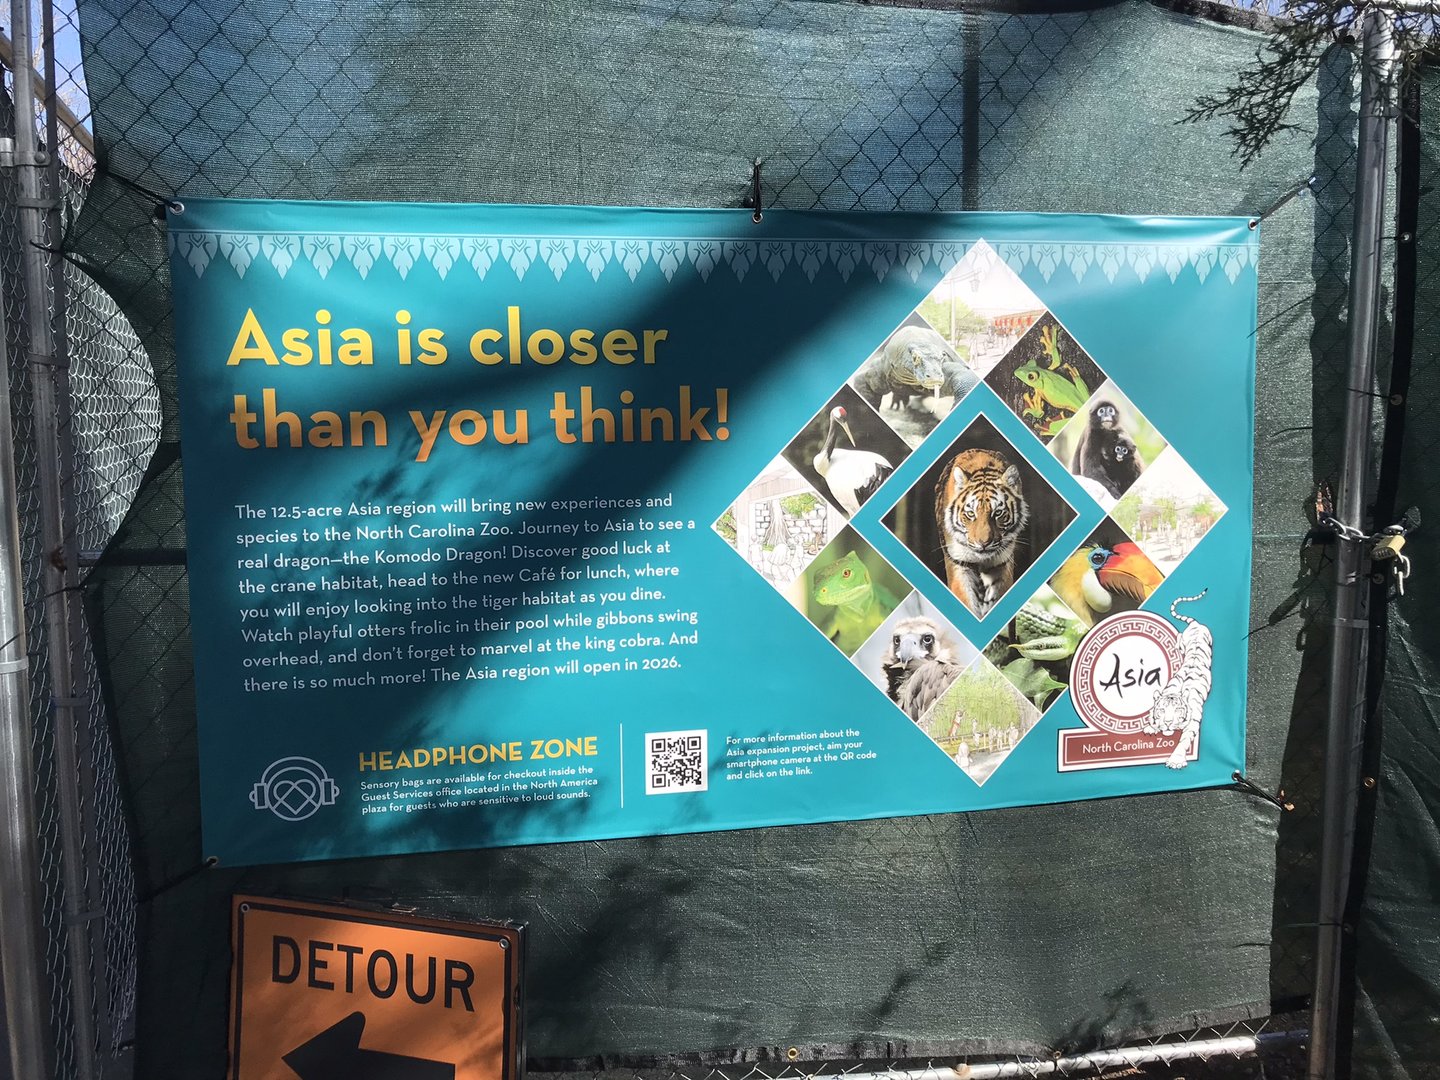 Asia is closer
than you think!
The 12.5-acre Asia region will bring new experiences and
species to the North Carolina Zoo. Journey to Asia to see a
real dragon—the Komodo Dragon! Discover good luck at
the crane habitat, head to the new Café for lunch, where
you will enjoy looking into the tiger habitat as you dine.
Watch playful otters frolic in their pool while gibbons swing
overhead, and don't forget to marvel at the king cobra. And
there is so much more! The Asia region will open in 2026.
HEADPHONE ZONE
Sensory bags are available for checkout inside the
Guest Services office located in the North America
plaza for guests who are sensitive to loud sounds.
For more information about the
Asia expansion project, aim your
smartphone camera at the QR code
and click on the link.
Asia
North Carolina Zoo
DETOUR